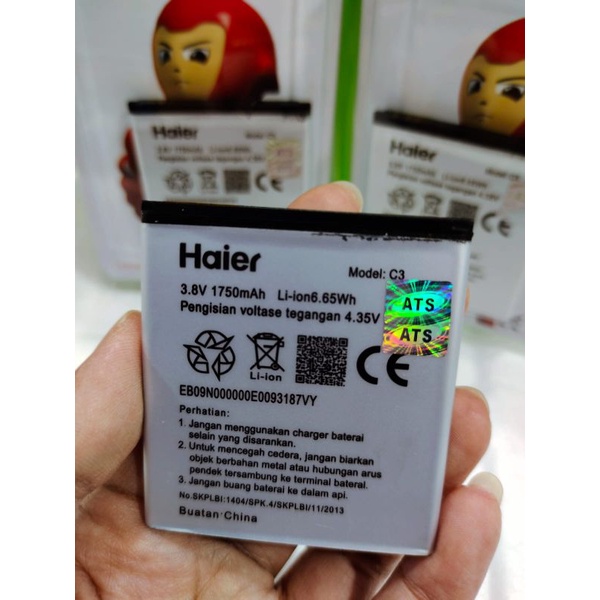 Haier
Haier
Haier
Model: C3
3.8V 1750mAh Li-ion6.65Wh
Pengisian voltase tegangan 4.35V
ATS
ATS
Li-ion
CE
EB09N000000E0093187VY
Perhatian:
1. Jangan menggunakan charger baterai
selain yang disarankan.
2. Untuk mencegah cedera, jangan biarkan
objek berbahan metal atau hubungan arus
pendek tersambung ke terminal baterai.
3. Jangan buang baterai ke dalam api.
No.SKPLBI:1404/SPK.4/SKPLBI/11/2013
Buatan:China